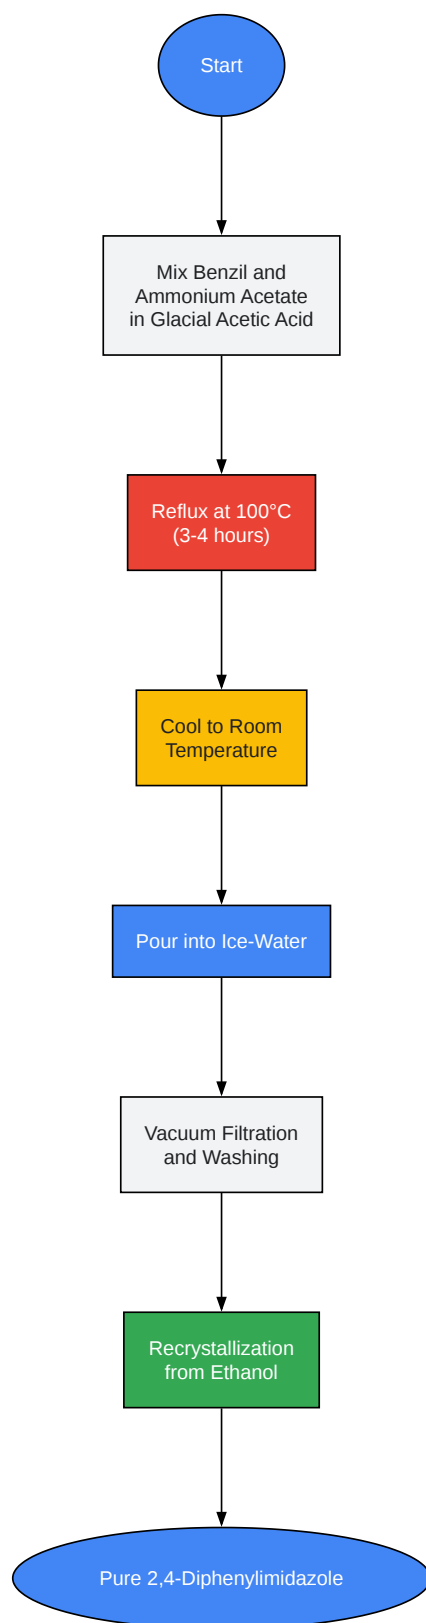 Start
Mix Benzil and
Ammonium Acetate
in Glacial Acetic Acid
Reflux at 100°C
(3-4 hours)
Cool to Room
Temperature
Pour into Ice-Water
Vacuum Filtration
and Washing
Recrystallization
from Ethanol
Pure 2,4-Diphenylimidazole